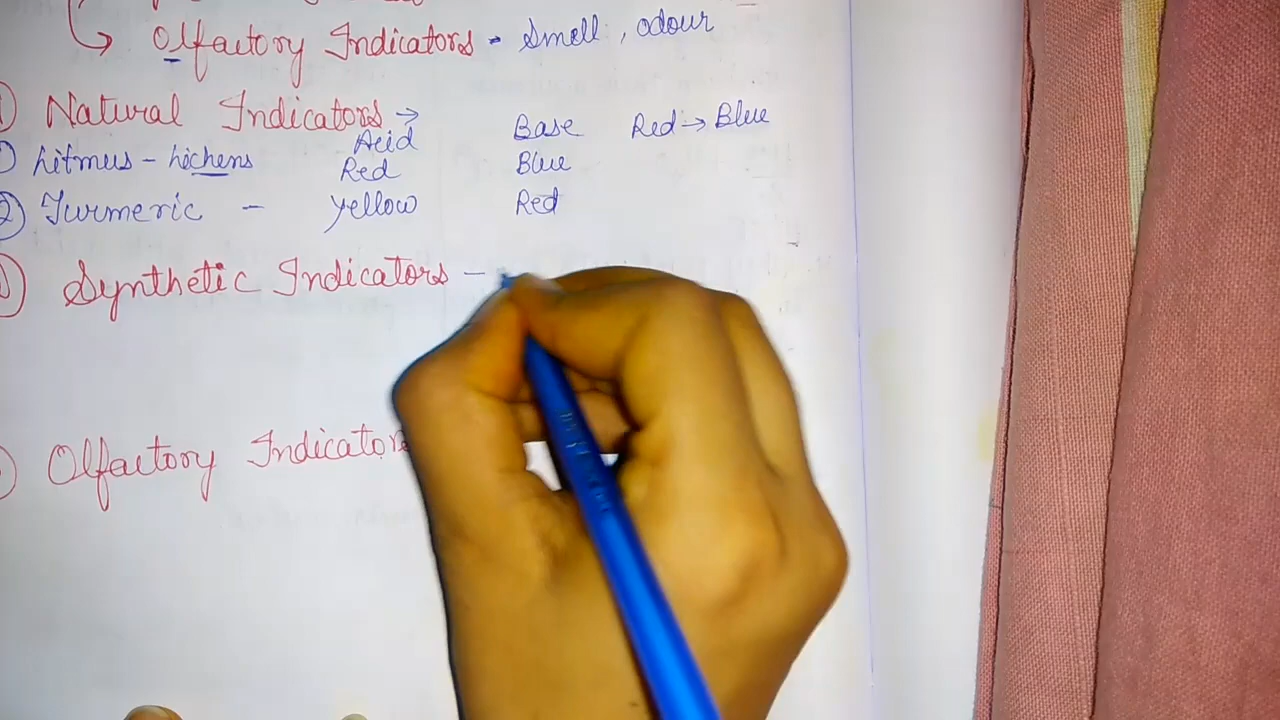 Olfactory Indicators - Smell, odour
Natural Indicators →
Acid Base Red → Blue
Litmus - Lichens Red Blue
② Turmeric - yellow Red
Synthetic Indicators -
Olfactory Indicator